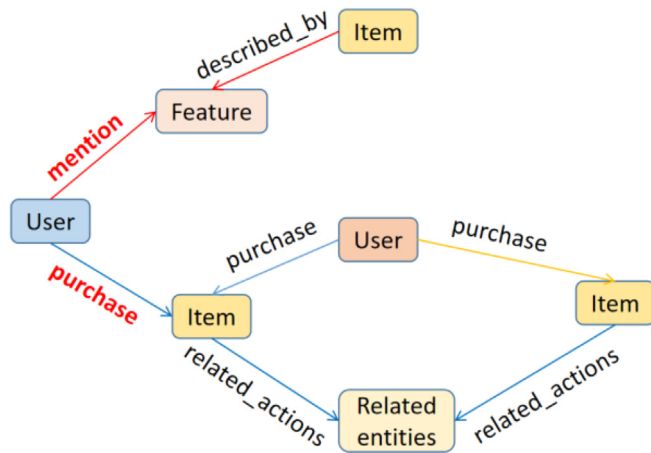 Item
described_by
Feature
mention
User
purchase
User
purchase
purchase
Item
Item
related_actions
related_actions
Related
entities